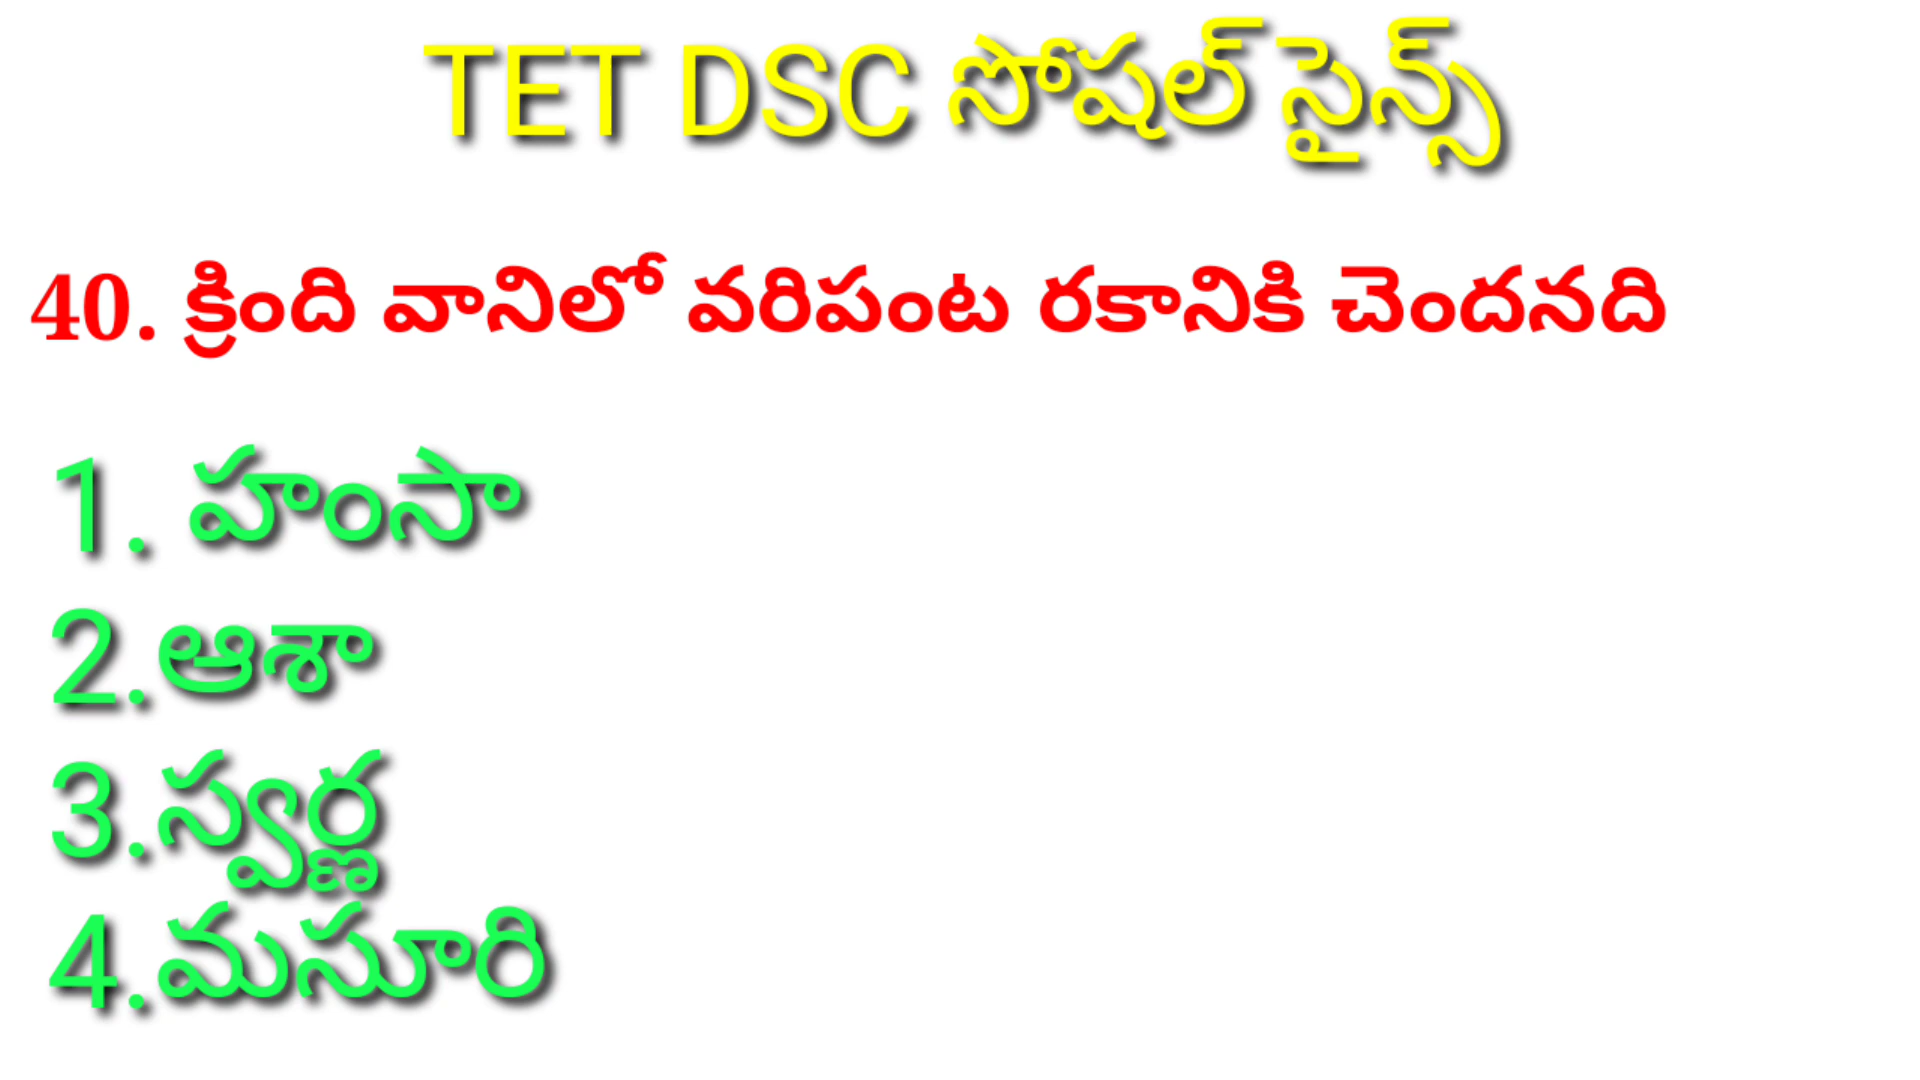 TET DSC సోషల్ సైన్స్
40. క్రింది వానిలో వరిపంట రకానికి చెందనది
1. హంసా
2.ఆశా
3.స్వర్ణ
4.మసూరి